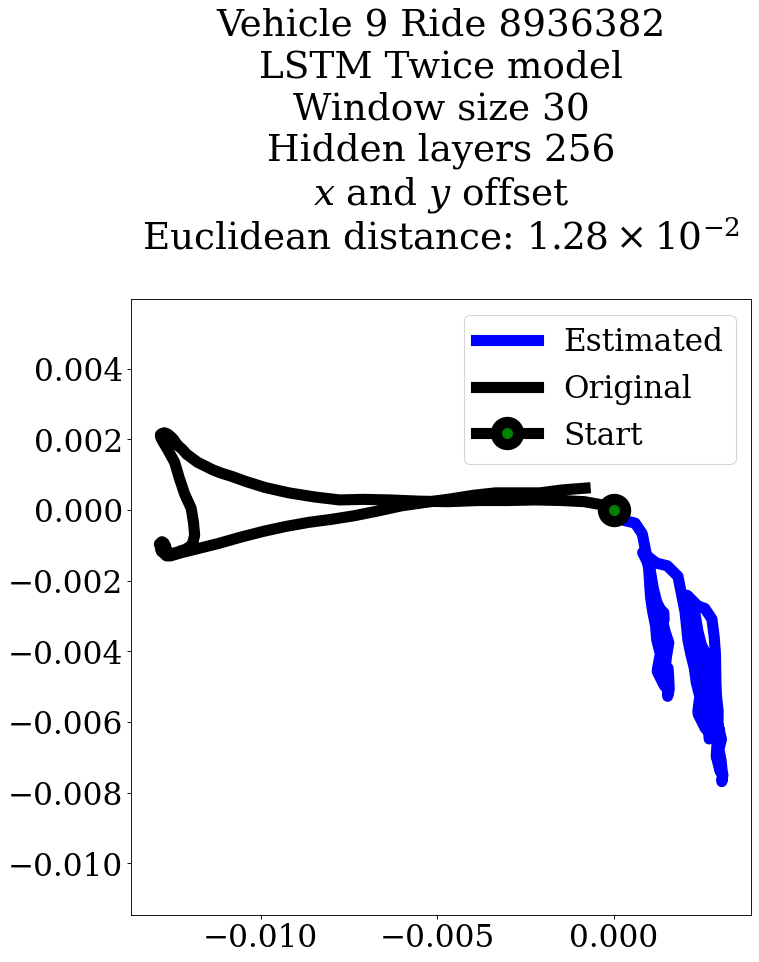 Vehicle 9 Ride 8936382
LSTM Twice model
Window size 30
Hidden layers 256
x and y offset
Euclidean distance: 1.28 × 10⁻²
Estimated
Original
Start
0.004
0.002
0.000
−0.002
−0.004
−0.006
−0.008
−0.010
−0.010 −0.005 0.000